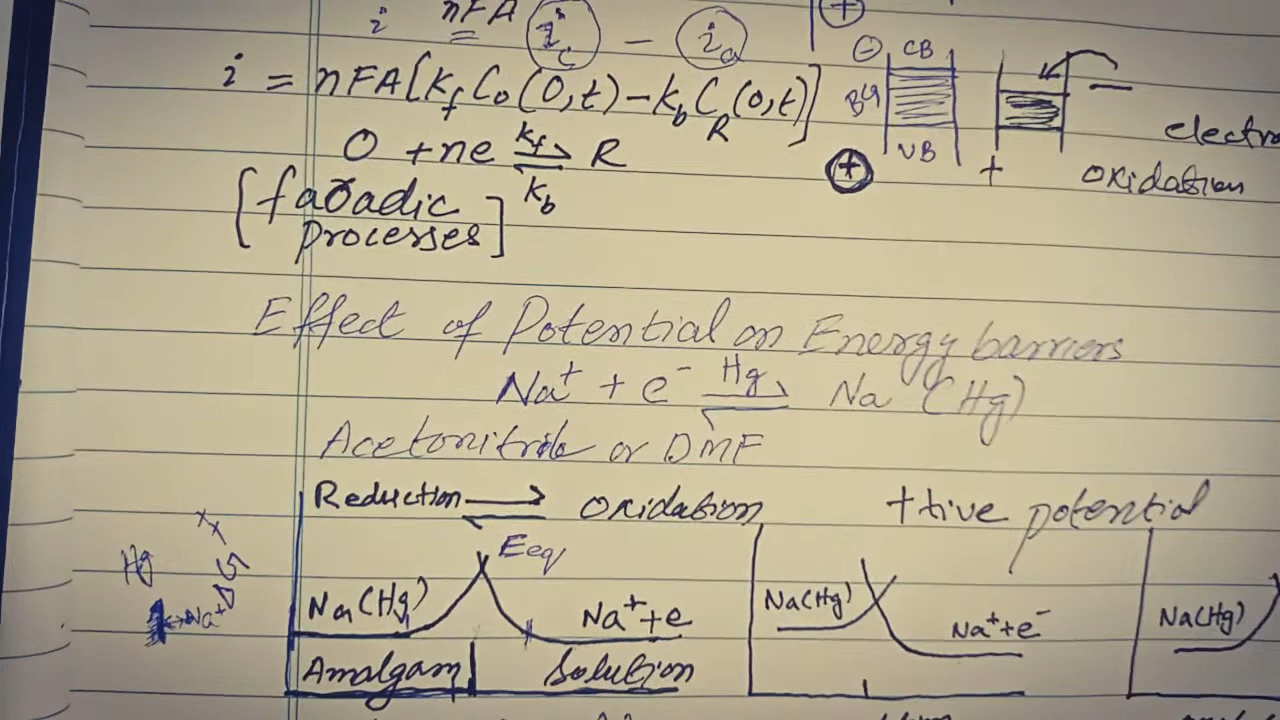 i nFA i_c - i_a
i = nFA[K_f C_o(0,t) - k_b C_R(0,t)]
⊕
⊖ CB
BG
VB
⊕
+ −
oxidation
O + ne ⇌ R
K_f
k_b
[faradic
processes]
Effect of Potential on Energy barriers
Na⁺ + e⁻ ⇌ Na (Hg)
Hg
Acetonitrile or DMF
Reduction ⇌ Oxidation
+tive potential
Hg
Na⁺
Eeq
Na(Hg) Na⁺+e
Amalgam Solution
Na(Hg) Na⁺+e⁻
Na(Hg)